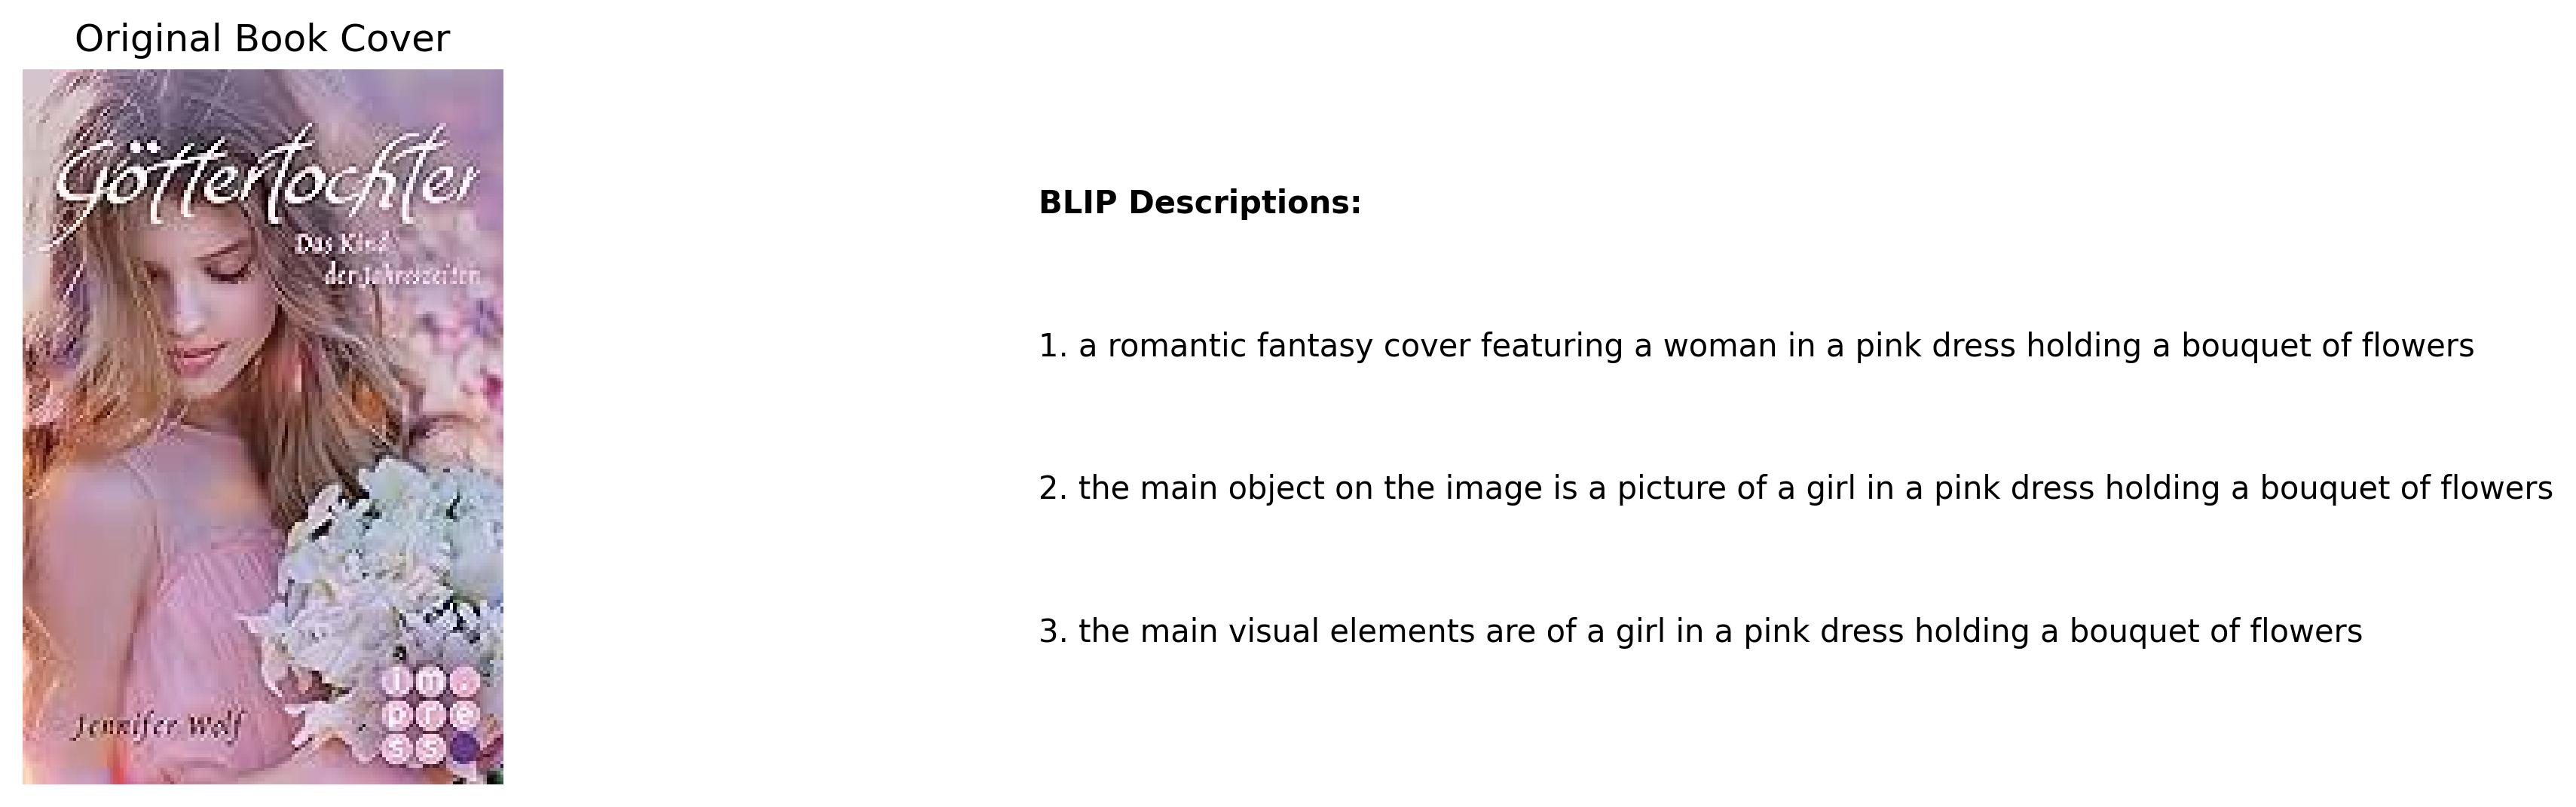 Original Book Cover
Göttertochter
Das Kind
der Jahreszeiten
Jennifer Wolf
im.
pre
ss
BLIP Descriptions:
1. a romantic fantasy cover featuring a woman in a pink dress holding a bouquet of flowers
2. the main object on the image is a picture of a girl in a pink dress holding a bouquet of flowers
3. the main visual elements are of a girl in a pink dress holding a bouquet of flowers